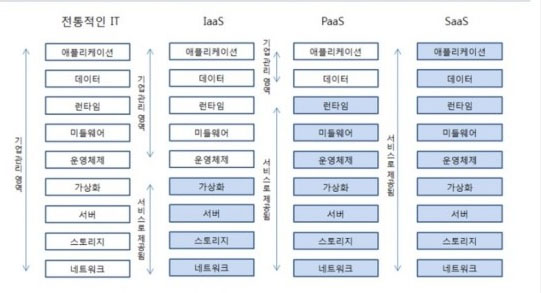 전통적인 IT
IaaS
PaaS
SaaS
기업 관리 영역
애플리케이션
데이터
런타임
미들웨어
운영체제
가상화
서버
스토리지
네트워크
기업 관리 영역
서비스로 제공됨
애플리케이션
데이터
런타임
미들웨어
운영체제
가상화
서버
스토리지
네트워크
기업 관리 영역
서비스로 제공됨
애플리케이션
데이터
런타임
미들웨어
운영체제
가상화
서버
스토리지
네트워크
서비스로 제공됨
애플리케이션
데이터
런타임
미들웨어
운영체제
가상화
서버
스토리지
네트워크